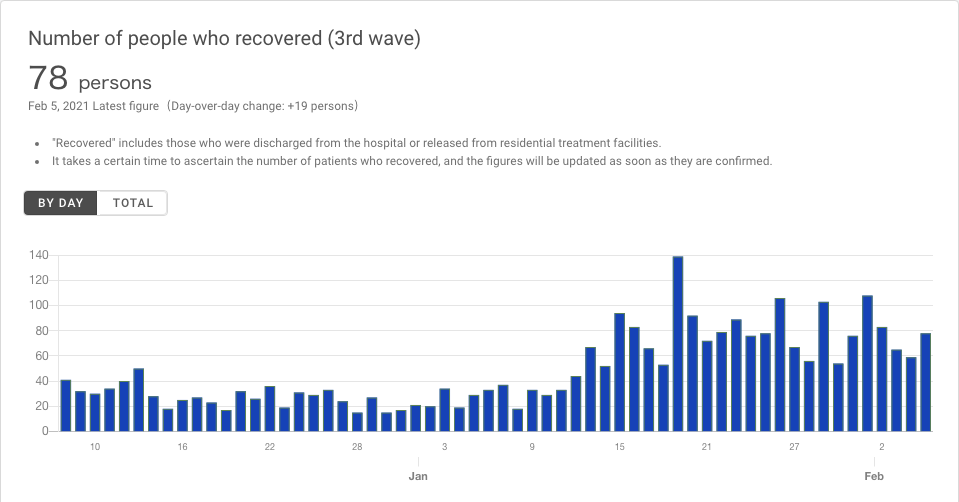 Number of people who recovered (3rd wave)
78 persons
Feb 5, 2021 Latest figure (Day-over-day change: +19 persons)
• "Recovered" includes those who were discharged from the hospital or released from residential treatment facilities.
• It takes a certain time to ascertain the number of patients who recovered, and the figures will be updated as soon as they are confirmed.
BY DAY TOTAL
140
120
100
80
60
40
20
0
10 16 22 28 3 9 15 21 27 2
Jan Feb